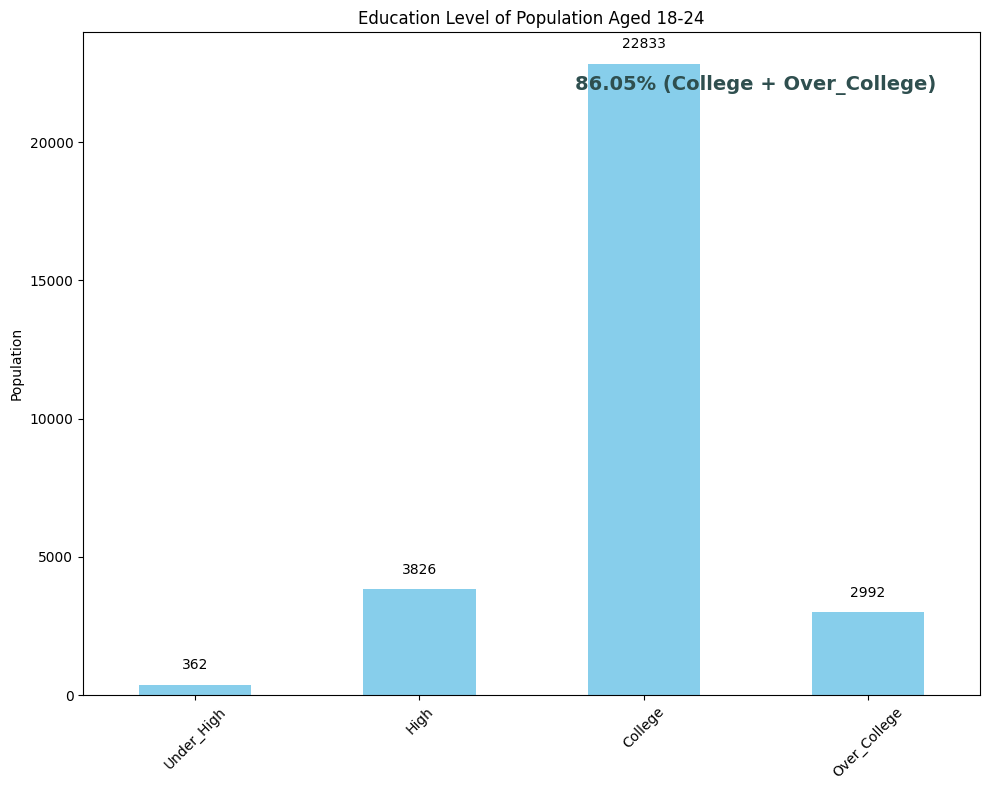 Education Level of Population Aged 18-24
22833
86.05% (College + Over_College)
20000
15000
Population
10000
5000
3826
2992
362
0
Under_High
High
College
Over_College